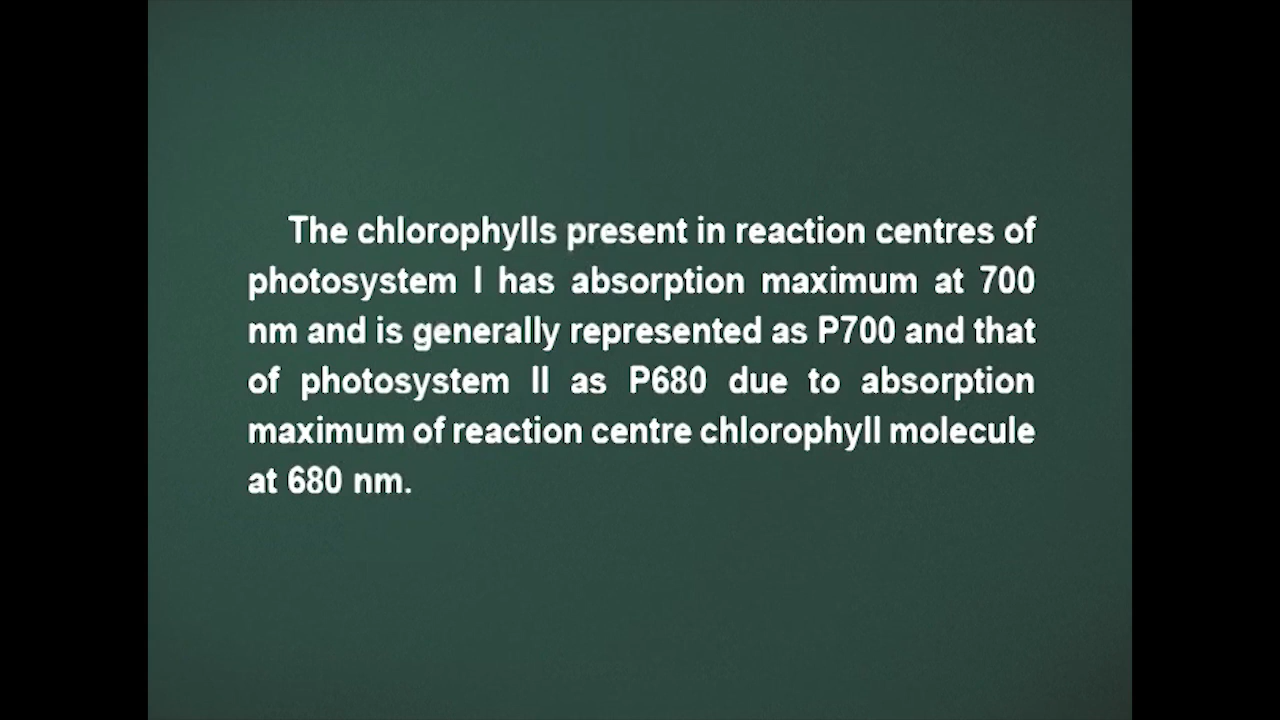 The chlorophylls present in reaction centres of
photosystem I has absorption maximum at 700
nm and is generally represented as P700 and that
of photosystem II as P680 due to absorption
maximum of reaction centre chlorophyll molecule
at 680 nm.